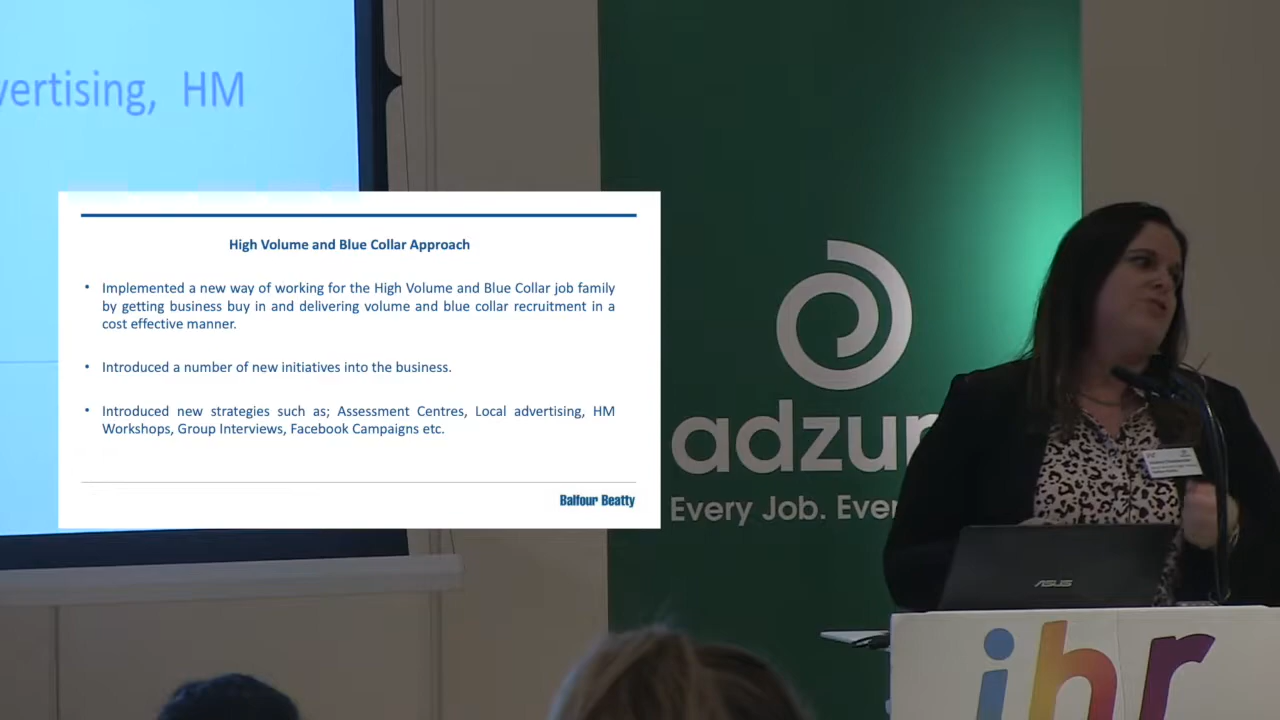 vertising, HM
High Volume and Blue Collar Approach
• Implemented a new way of working for the High Volume and Blue Collar job family
by getting business buy in and delivering volume and blue collar recruitment in a
cost effective manner.
• Introduced a number of new initiatives into the business.
• Introduced new strategies such as; Assessment Centres, Local advertising, HM
Workshops, Group Interviews, Facebook Campaigns etc.
Balfour Beatty
adzu
Every Job. Ever
ASUS
ihr